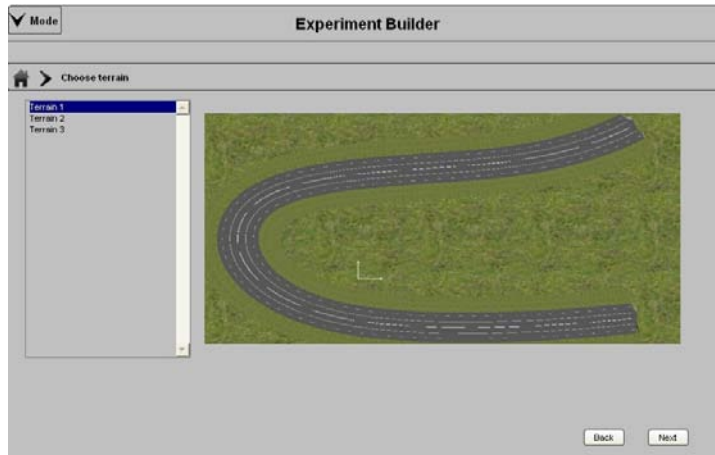 Mode
Experiment Builder
Choose terrain
Terrain 1
Terrain 2
Terrain 3
Back
Next